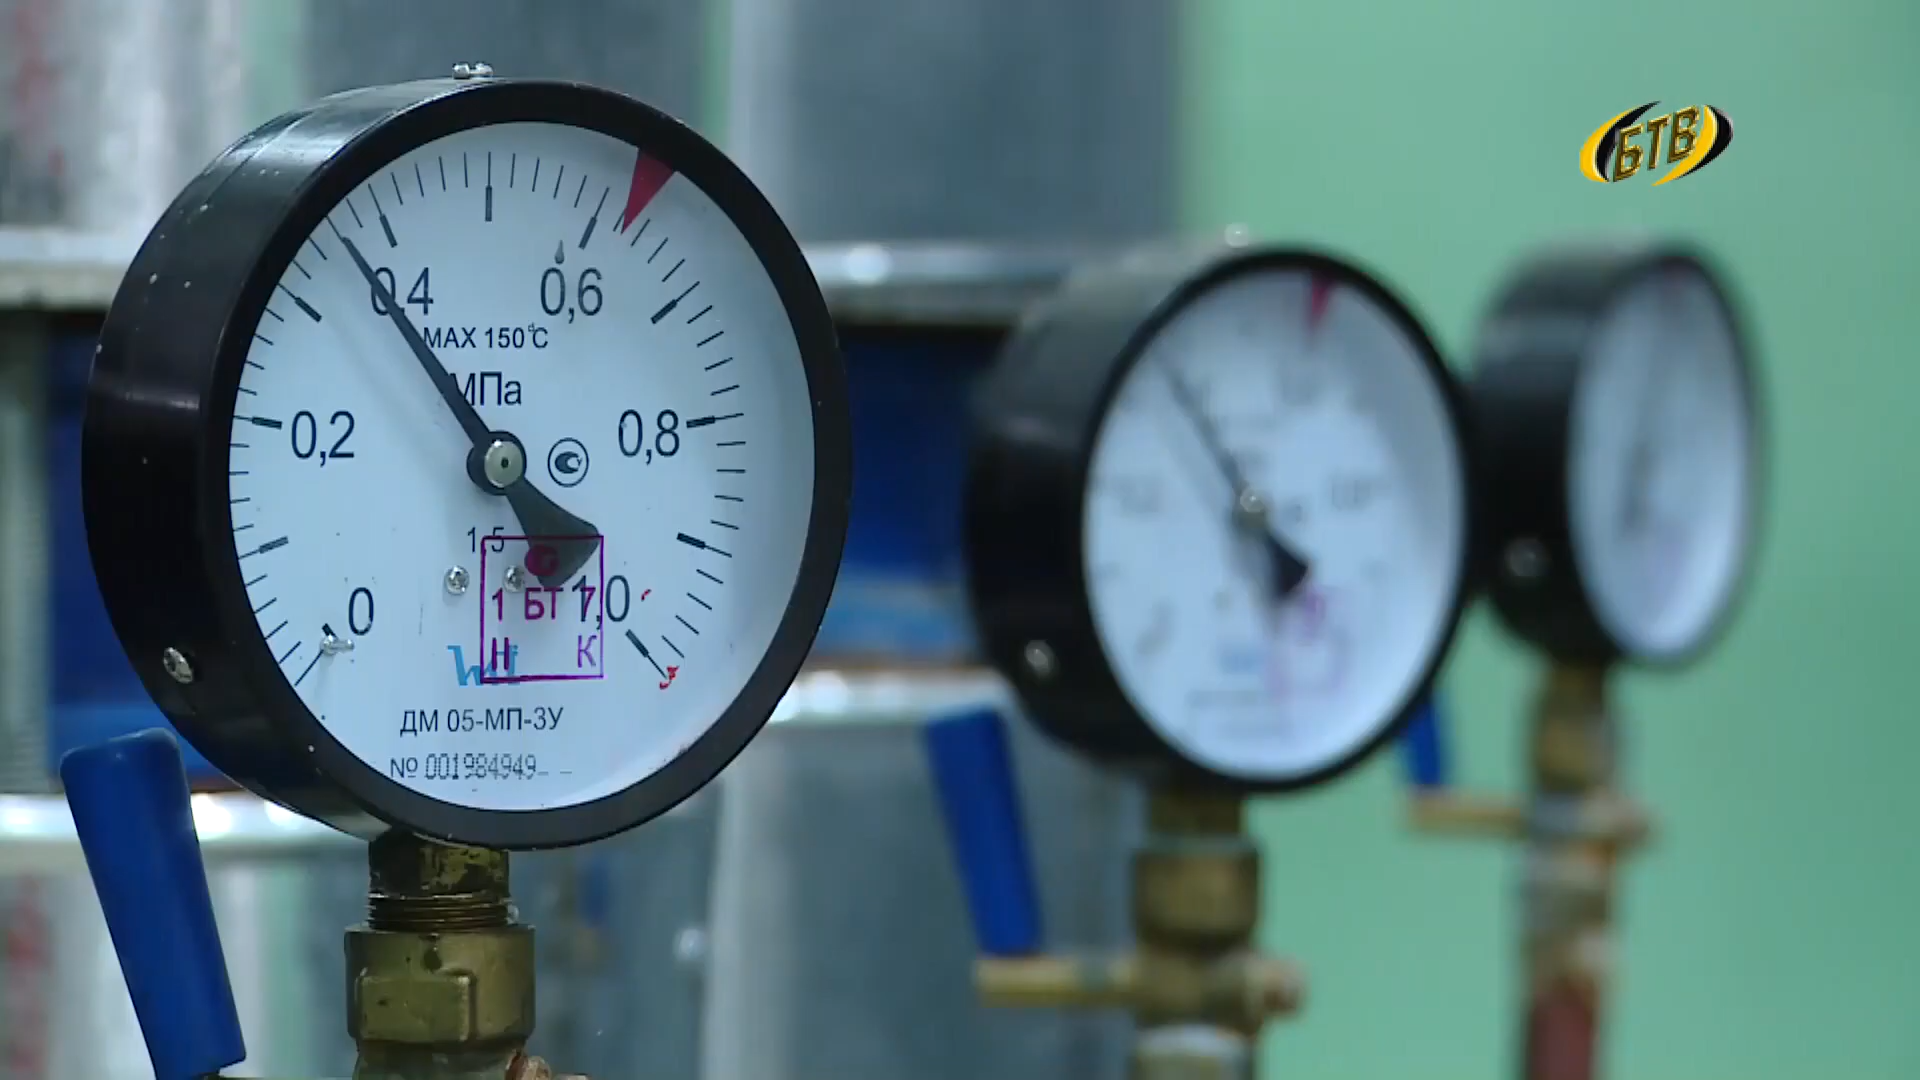 БТВ
0,4 0,6
MAX 150°C
МПа
0,2 0,8
1,5
0 1,0
1 БТ 7
Н К
ДМ 05-МП-3У
№ 001984949